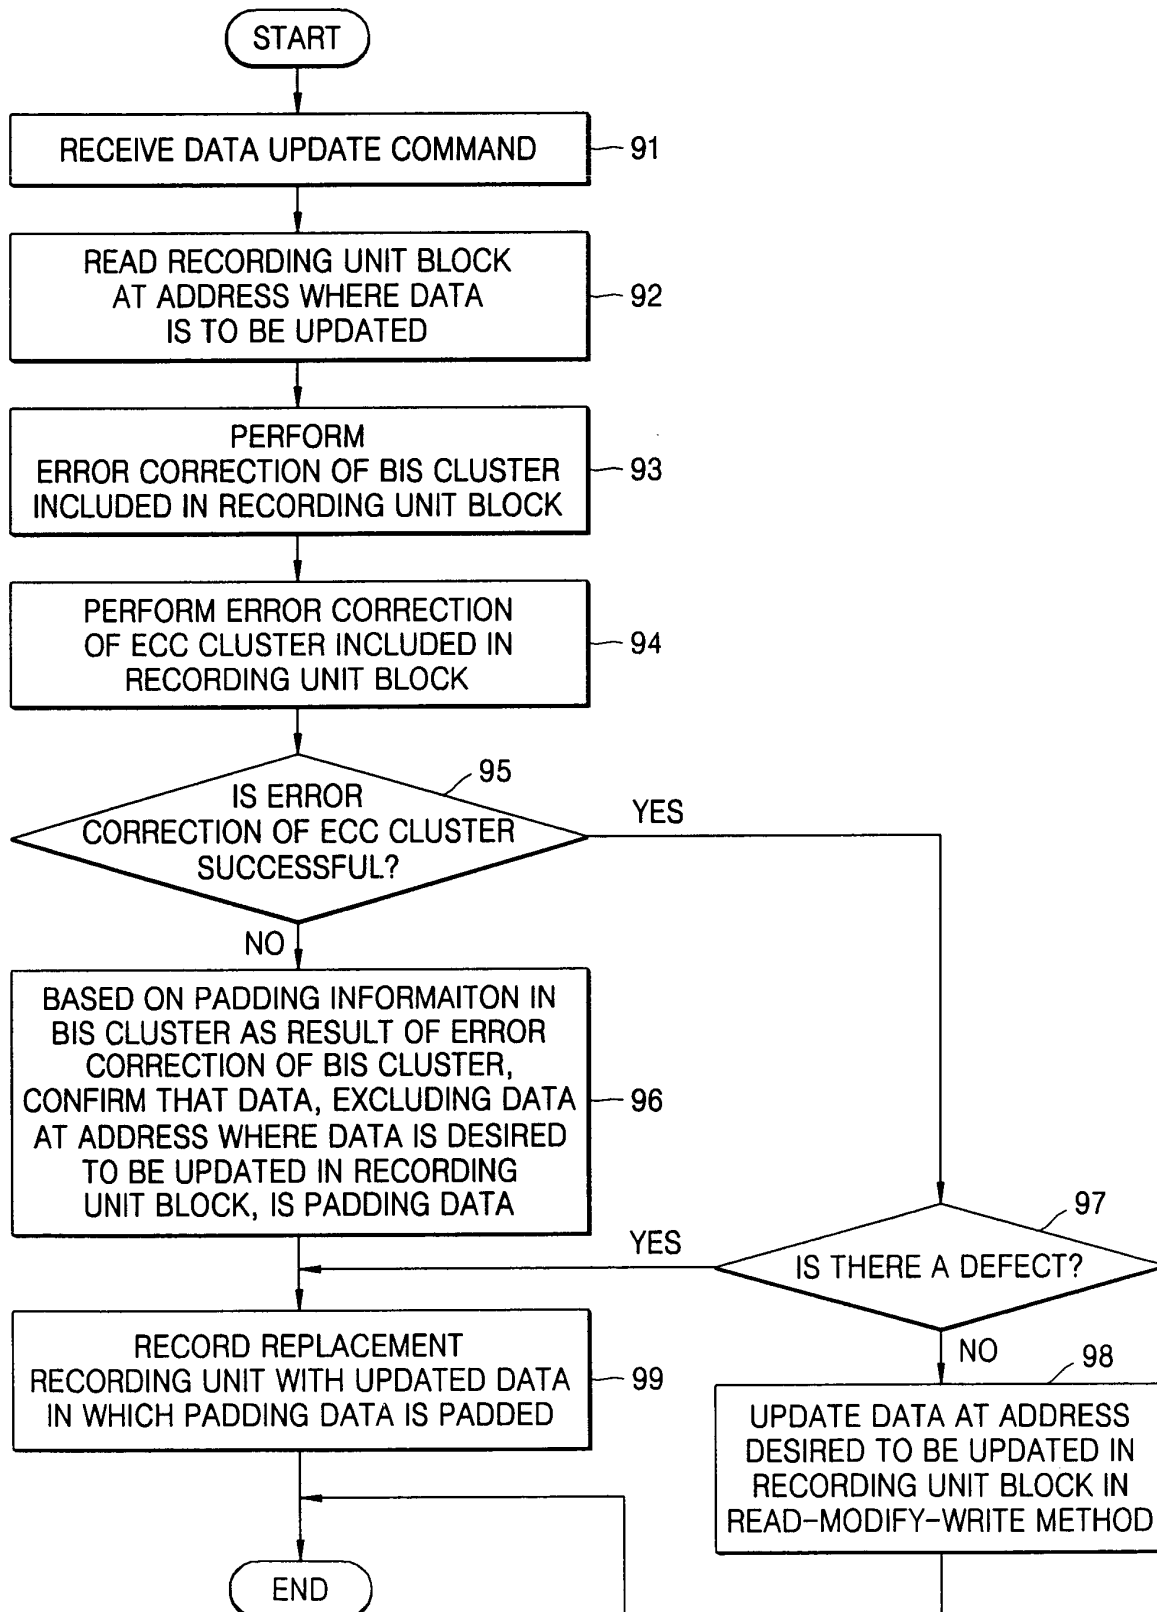 START
RECEIVE DATA UPDATE COMMAND
91
READ RECORDING UNIT BLOCK
AT ADDRESS WHERE DATA
IS TO BE UPDATED
92
PERFORM
ERROR CORRECTION OF BIS CLUSTER
INCLUDED IN RECORDING UNIT BLOCK
93
PERFORM ERROR CORRECTION
OF ECC CLUSTER INCLUDED IN
RECORDING UNIT BLOCK
94
95
IS ERROR
CORRECTION OF ECC CLUSTER
SUCCESSFUL?
YES
NO
BASED ON PADDING INFORMAITON IN
BIS CLUSTER AS RESULT OF ERROR
CORRECTION OF BIS CLUSTER,
CONFIRM THAT DATA, EXCLUDING DATA
AT ADDRESS WHERE DATA IS DESIRED
TO BE UPDATED IN RECORDING
UNIT BLOCK, IS PADDING DATA
96
97
IS THERE A DEFECT?
YES
NO
RECORD REPLACEMENT
RECORDING UNIT WITH UPDATED DATA
IN WHICH PADDING DATA IS PADDED
99
98
UPDATE DATA AT ADDRESS
DESIRED TO BE UPDATED IN
RECORDING UNIT BLOCK IN
READ-MODIFY-WRITE METHOD
END